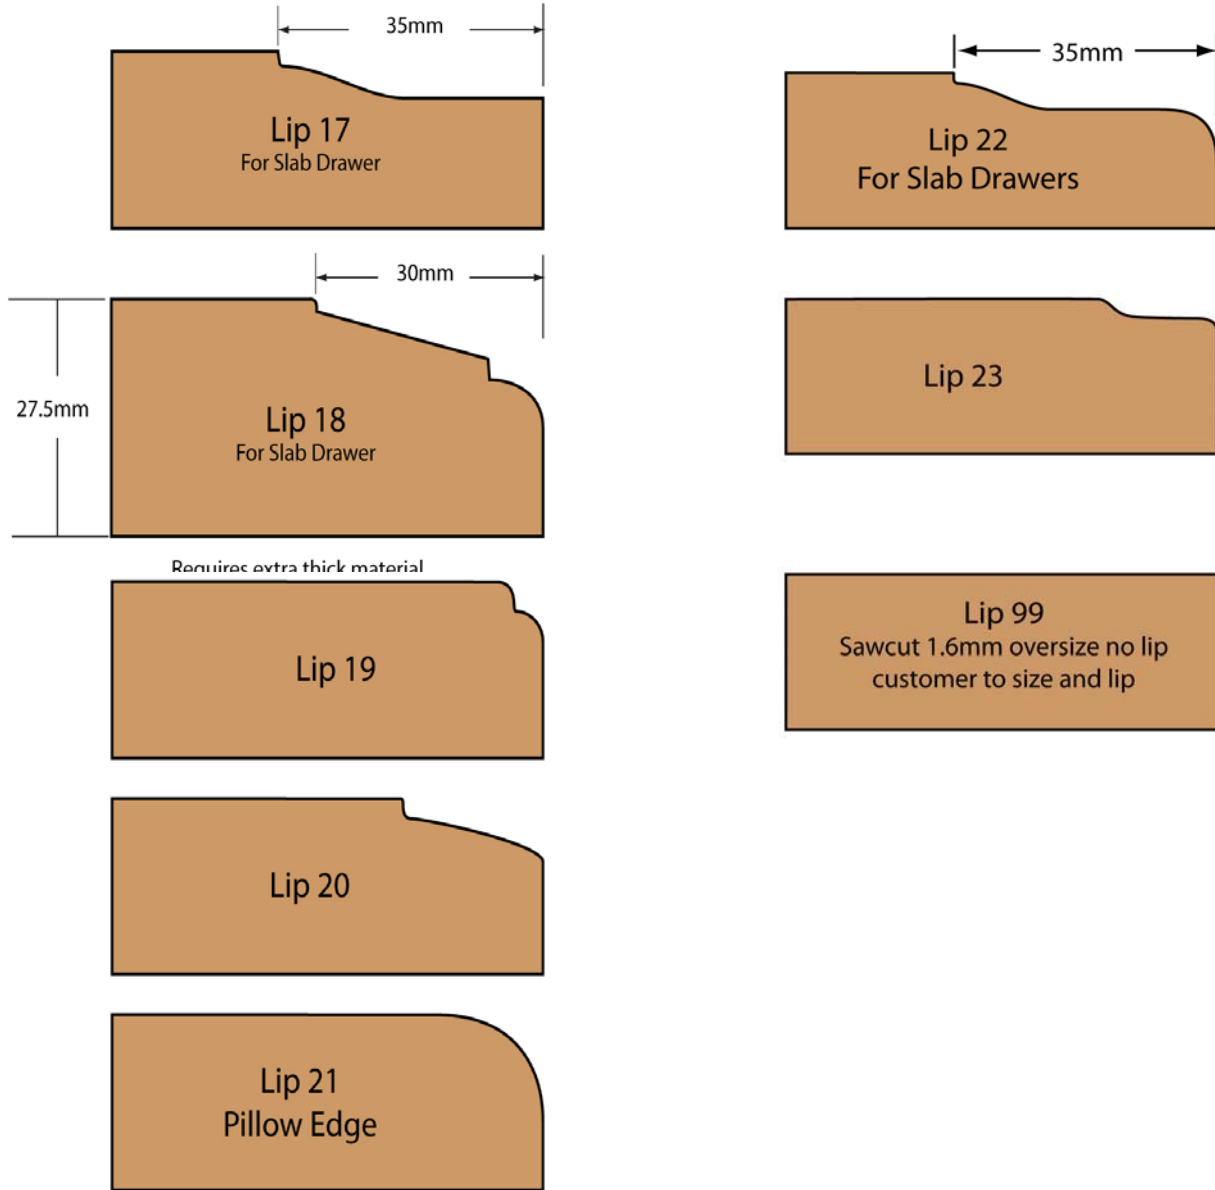 35mm
Lip 17
For Slab Drawer
30mm
27.5mm
Lip 18
For Slab Drawer
Requires extra thick material
Lip 19
Lip 20
Lip 21
Pillow Edge
35mm
Lip 22
For Slab Drawers
Lip 23
Lip 99
Sawcut 1.6mm oversize no lip
customer to size and lip